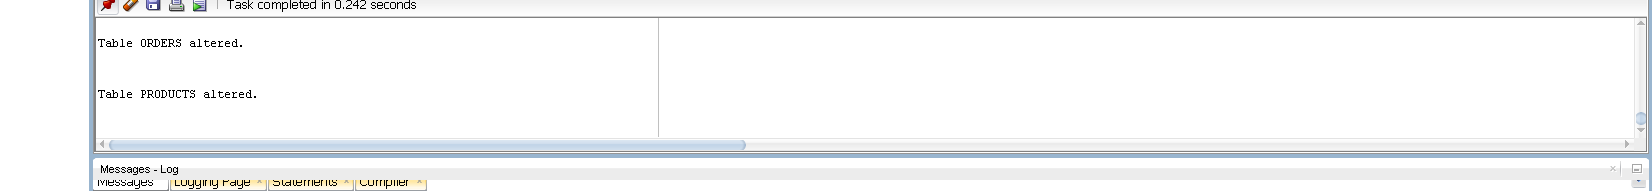 Task completed in 0.242 seconds
Table ORDERS altered.
Table PRODUCTS altered.
Messages - Log
Messages Logging Page Statements Compiler